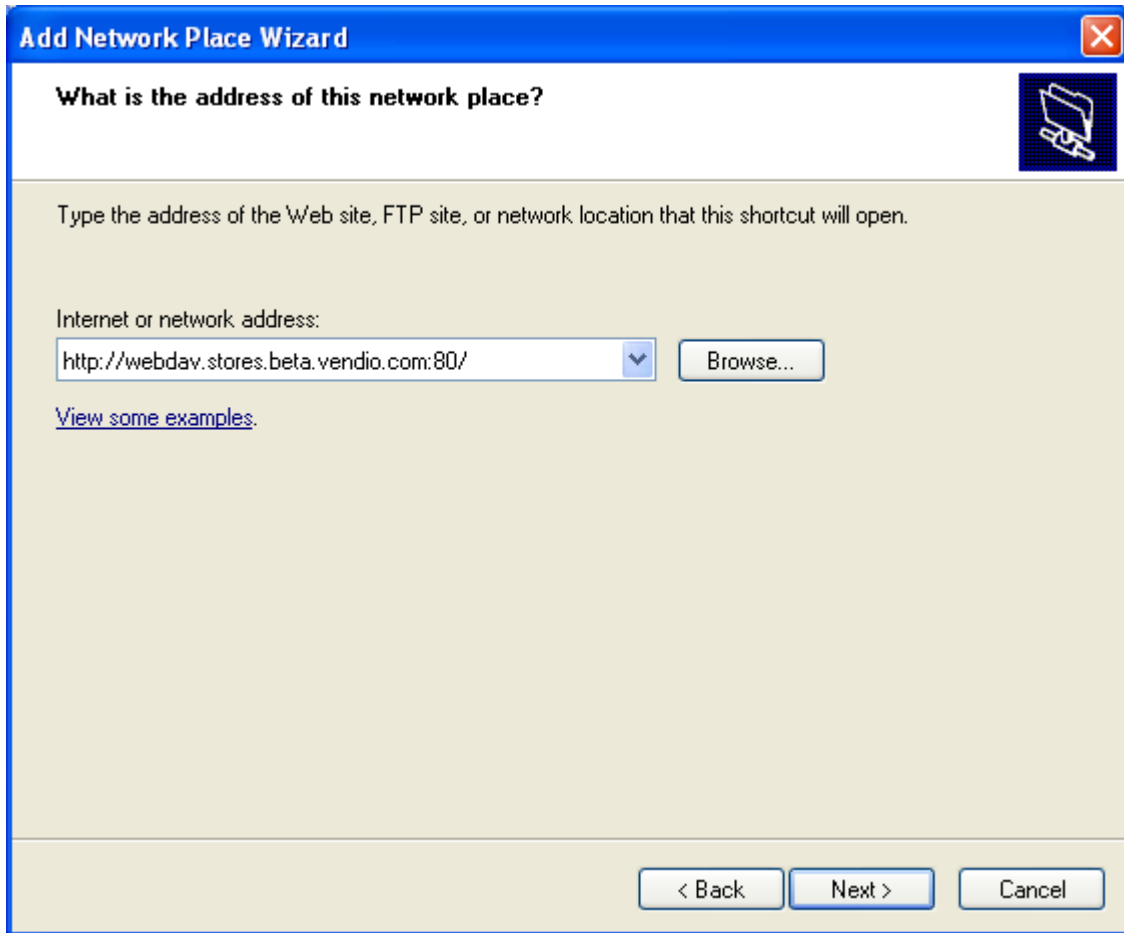 Add Network Place Wizard
What is the address of this network place?
Type the address of the Web site, FTP site, or network location that this shortcut will open.
Internet or network address:
http://webdav.stores.beta.vendio.com:80/
Browse...
View some examples.
< Back
Next >
Cancel